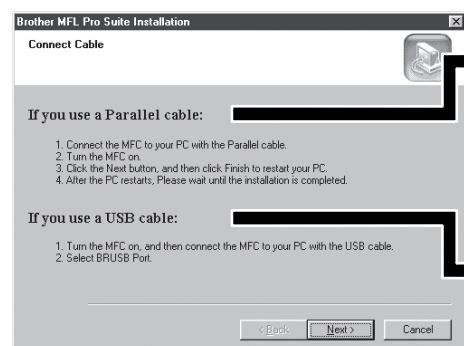 Brother MFL Pro Suite Installation
Connect Cable
If you use a Parallel cable:
1. Connect the MFC to your PC with the Parallel cable.
2. Turn the MFC on.
3. Click the Next button, and then click Finish to restart your PC.
4. After the PC restarts, Please wait until the installation is completed.
If you use a USB cable:
1. Turn the MFC on, and then connect the MFC to your PC with the USB cable.
2. Select BRUSB Port.
< Back Next > Cancel